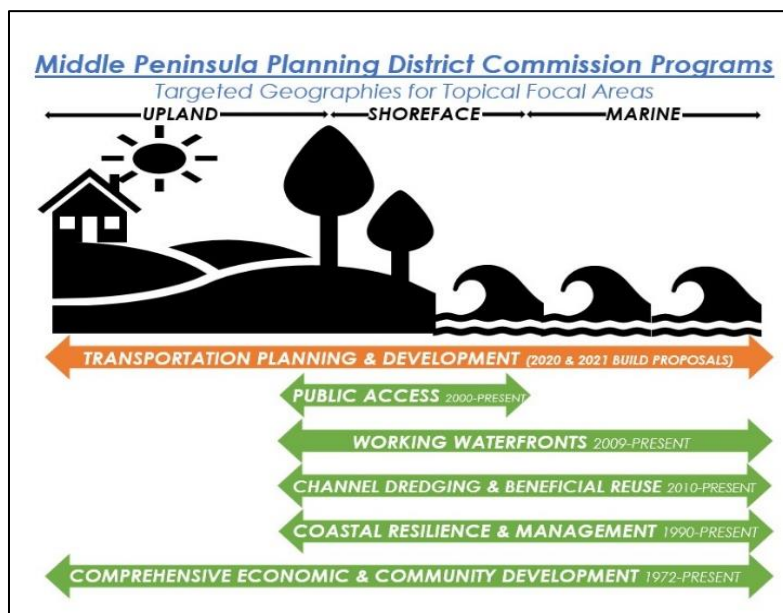 Middle Peninsula Planning District Commission Programs
Targeted Geographies for Topical Focal Areas
UPLAND SHOREFACE MARINE
TRANSPORTATION PLANNING & DEVELOPMENT (2020 & 2021 BUILD PROPOSALS)
PUBLIC ACCESS 2000-PRESENT
WORKING WATERFRONTS 2009-PRESENT
CHANNEL DREDGING & BENEFICIAL REUSE 2010-PRESENT
COASTAL RESILIENCE & MANAGEMENT 1990-PRESENT
COMPREHENSIVE ECONOMIC & COMMUNITY DEVELOPMENT 1972-PRESENT